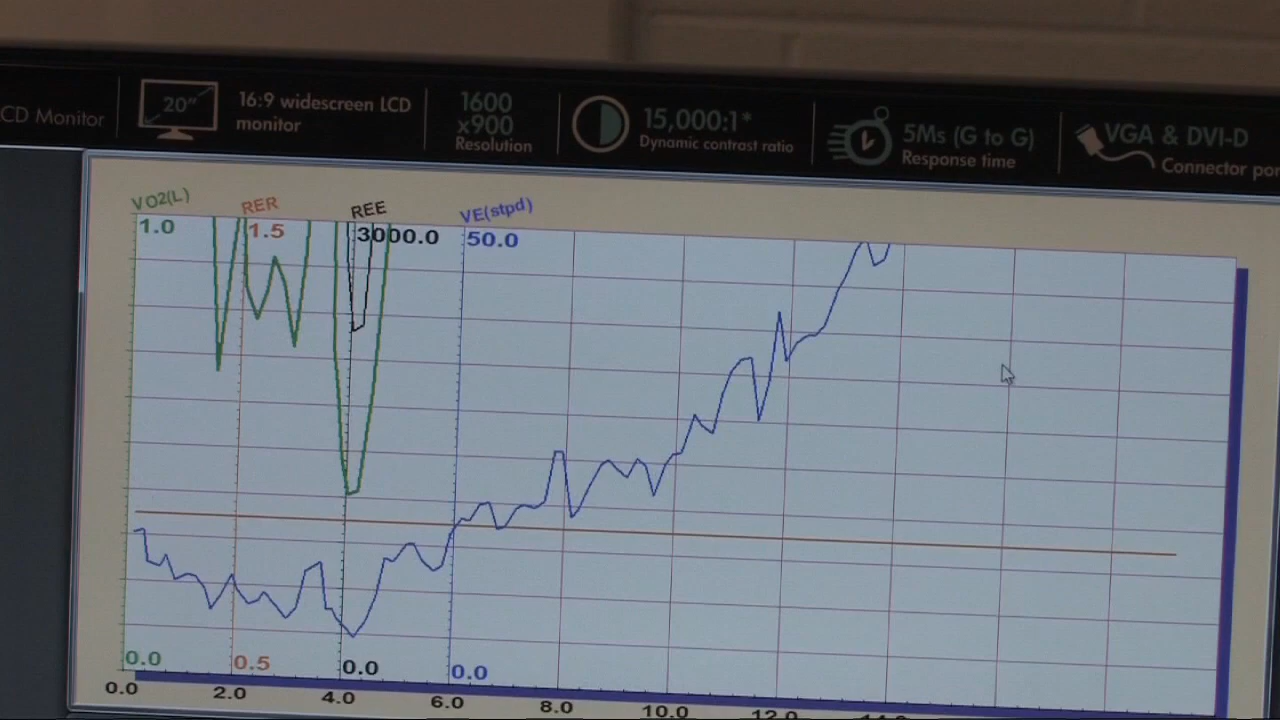 CD Monitor
20"
16:9 widescreen LCD
monitor
1600
x900
Resolution
15,000:1*
Dynamic contrast ratio
5Ms (G to G)
Response time
VGA & DVI-D
Connector
VO2(L)
RER
REE
VE(stpd)
1.0
1.5
3000.0
50.0
0.0
0.5
0.0
0.0
0.0
2.0
4.0
6.0
8.0
10.0
12.0